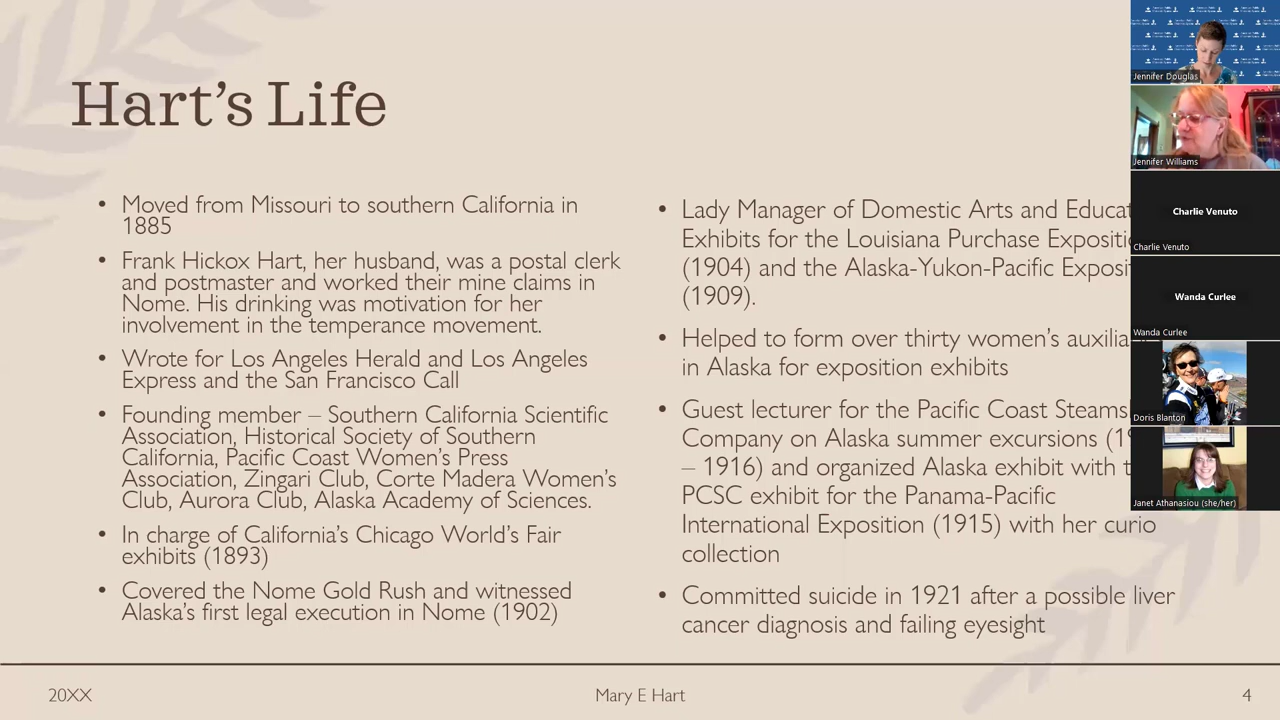 Hart's Life
• Moved from Missouri to southern California in
1885
• Frank Hickox Hart, her husband, was a postal clerk
and postmaster and worked their mine claims in
Nome. His drinking was motivation for her
involvement in the temperance movement.
• Wrote for Los Angeles Herald and Los Angeles
Express and the San Francisco Call
• Founding member – Southern California Scientific
Association, Historical Society of Southern
California, Pacific Coast Women's Press
Association, Zingari Club, Corte Madera Women's
Club, Aurora Club, Alaska Academy of Sciences.
• In charge of California's Chicago World's Fair
exhibits (1893)
• Covered the Nome Gold Rush and witnessed
Alaska's first legal execution in Nome (1902)
• Lady Manager of Domestic Arts and Educat
Exhibits for the Louisiana Purchase Expositi
(1904) and the Alaska-Yukon-Pacific Exposit
(1909).
• Helped to form over thirty women's auxilia
in Alaska for exposition exhibits
• Guest lecturer for the Pacific Coast Steams
Company on Alaska summer excursions (19
– 1916) and organized Alaska exhibit with t
PCSC exhibit for the Panama-Pacific
International Exposition (1915) with her curio
collection
• Committed suicide in 1921 after a possible liver
cancer diagnosis and failing eyesight
20XX
Mary E Hart
4
Jennifer Douglas
Jennifer Williams
Charlie Venuto
Charlie Venuto
Wanda Curlee
Wanda Curlee
Doris Blanton
Janet Athanasiou (she/her)